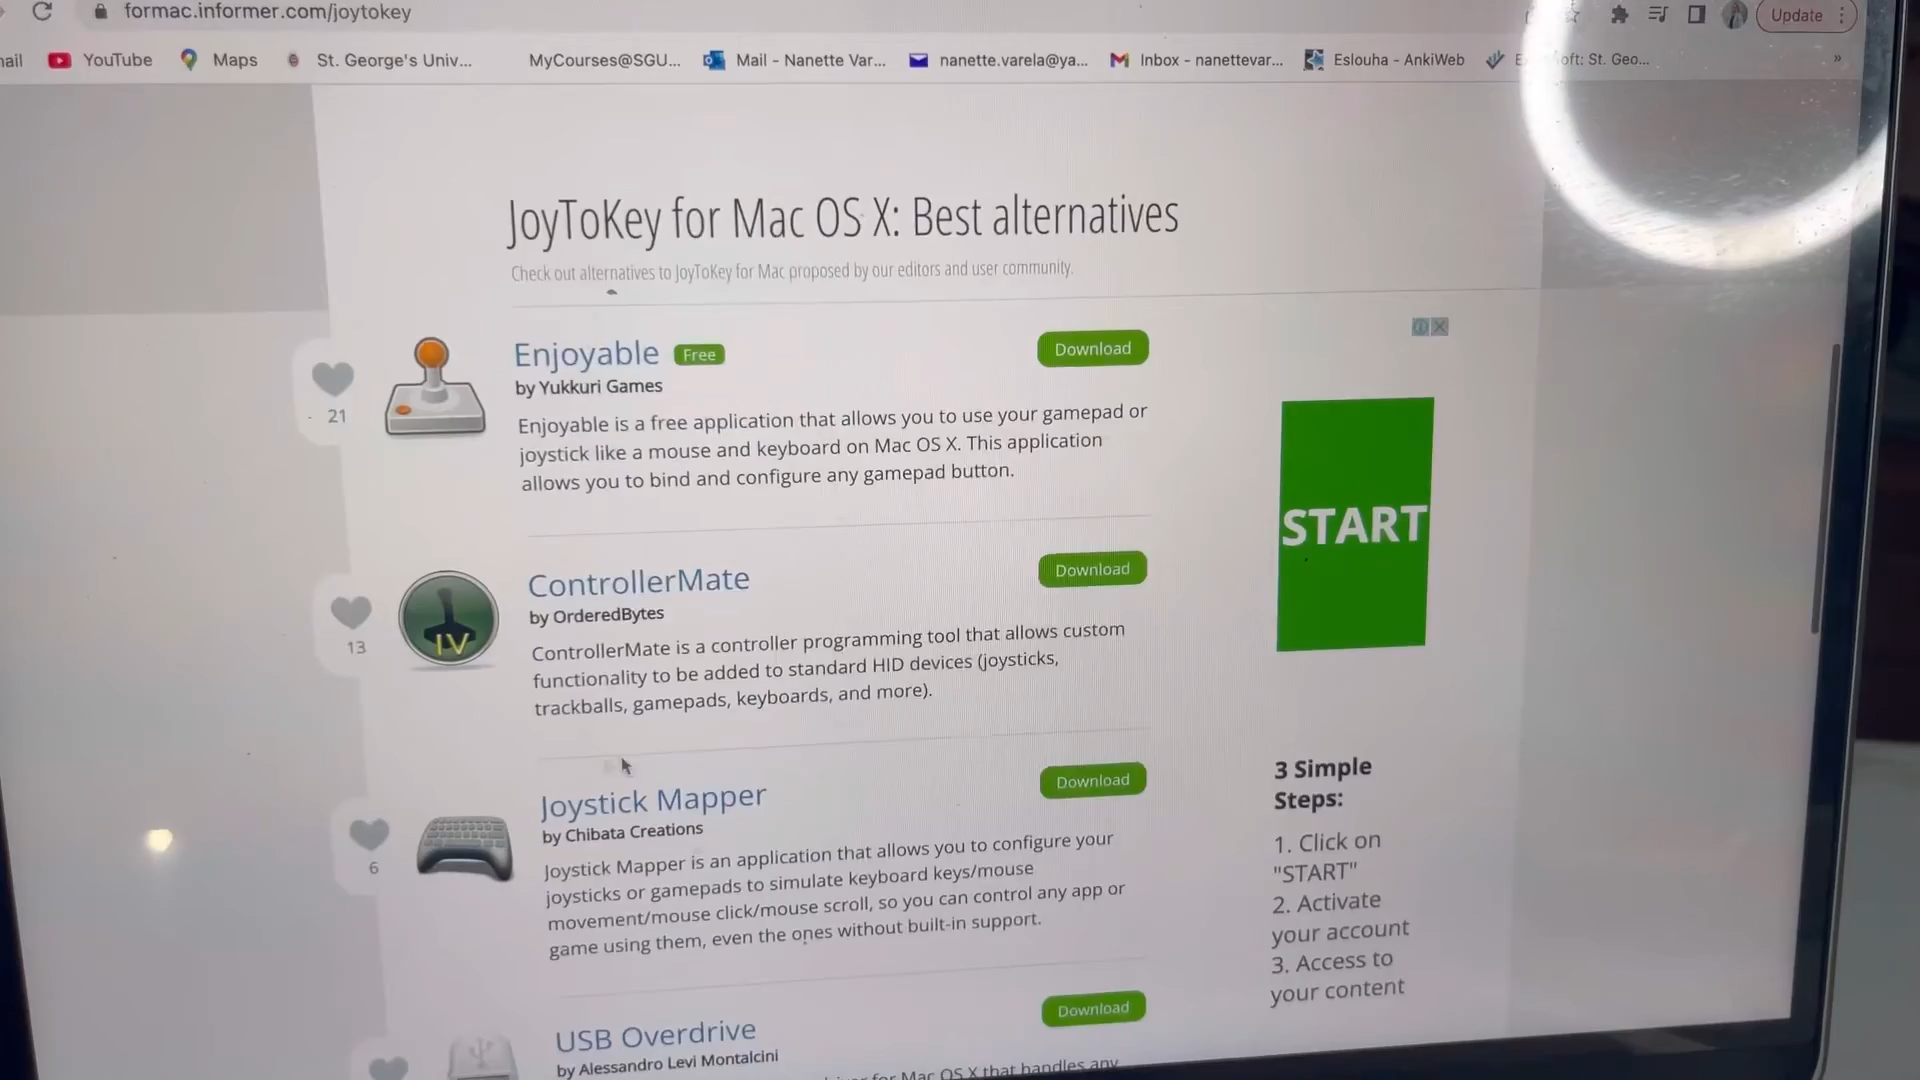 formac.informer.com/joytokey
Update
YouTube
Maps
St. George's Univ...
MyCourses@SGU...
Mail - Nanette Var...
nanette.varela@ya...
Inbox - nanettevar...
Eslouha - AnkiWeb
oft: St. Geo...
»
JoyToKey for Mac OS X: Best alternatives
Check out alternatives to JoyToKey for Mac proposed by our editors and user community.
Enjoyable Free
Download
by Yukkuri Games
21
Enjoyable is a free application that allows you to use your gamepad or
joystick like a mouse and keyboard on Mac OS X. This application
allows you to bind and configure any gamepad button.
ControllerMate
Download
by OrderedBytes
13
IV
ControllerMate is a controller programming tool that allows custom
functionality to be added to standard HID devices (joysticks,
trackballs, gamepads, keyboards, and more).
Joystick Mapper
Download
by Chibata Creations
6
Joystick Mapper is an application that allows you to configure your
joysticks or gamepads to simulate keyboard keys/mouse
movement/mouse click/mouse scroll, so you can control any app or
game using them, even the ones without built-in support.
USB Overdrive
Download
by Alessandro Levi Montalcini
for Mac OS X that handles any
START
3 Simple
Steps:
1. Click on
"START"
2. Activate
your account
3. Access to
your content